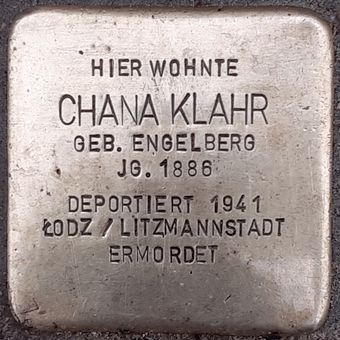 HIER WOHNTE
CHANA KLAHR
GEB. ENGELBERG
JG. 1886
DEPORTIERT 1941
ŁODZ / LITZMANNSTADT
ERMORDET